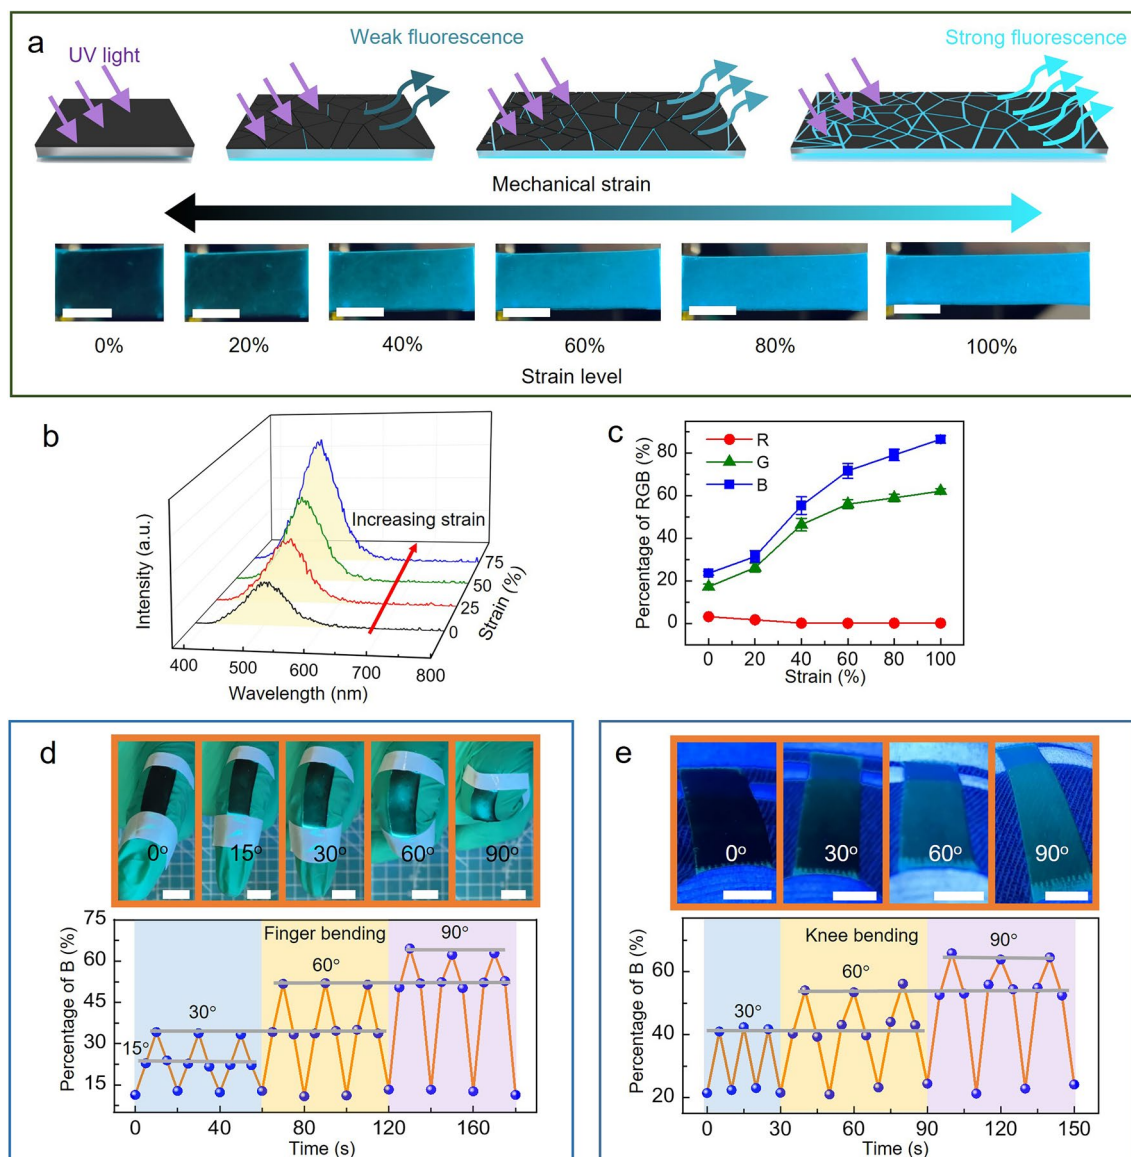 a
UV light
Weak fluorescence
Strong fluorescence
Mechanical strain
0%
20%
40%
60%
80%
100%
Strain level
b
Intensity (a.u.)
Increasing strain
75
50
25
0
Strain (%)
400
500
600
700
800
Wavelength (nm)
c
R
G
B
Percentage of RGB (%)
80
60
40
20
0
0 20 40 60 80 100
Strain (%)
d
0°
15°
30°
60°
90°
Percentage of B (%)
75
60
45
30
15
Finger bending
15°
30°
60°
90°
0 40 80 120 160
Time (s)
e
0°
30°
60°
90°
Percentage of B (%)
60
40
20
Knee bending
30°
60°
90°
0 30 60 90 120 150
Time (s)